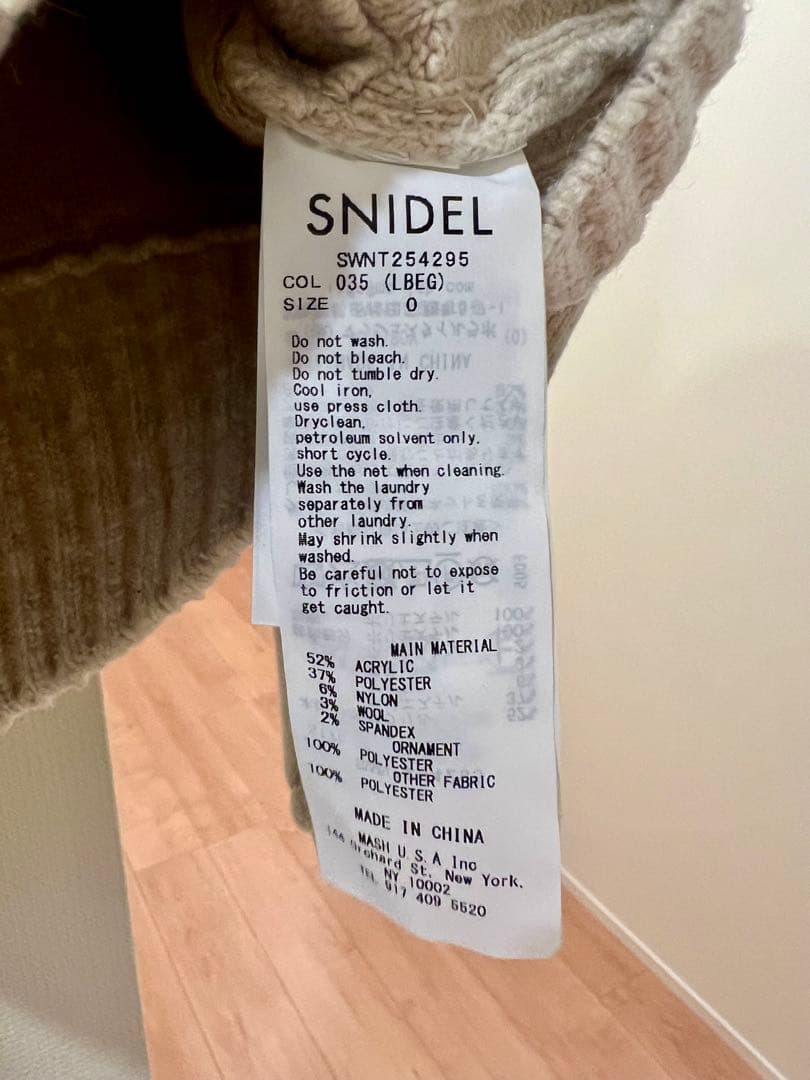 SNIDEL
SWNT254295
COL 035 (LBEG)
SIZE 0
Do not wash.
Do not bleach.
Do not tumble dry.
Cool iron,
use press cloth.
Dryclean,
petroleum solvent only.
short cycle.
Use the net when cleaning.
Wash the laundry
separately from
other laundry.
May shrink slightly when
washed.
Be careful not to expose
to friction or let it
get caught.
MAIN MATERIAL
52% ACRYLIC
37% POLYESTER
6% NYLON
3% WOOL
2% SPANDEX
ORNAMENT
100% POLYESTER
OTHER FABRIC
100% POLYESTER
MADE IN CHINA
MASH U.S.A Inc
Orchard St, New York,
NY 10002
TEL 917 409 5520